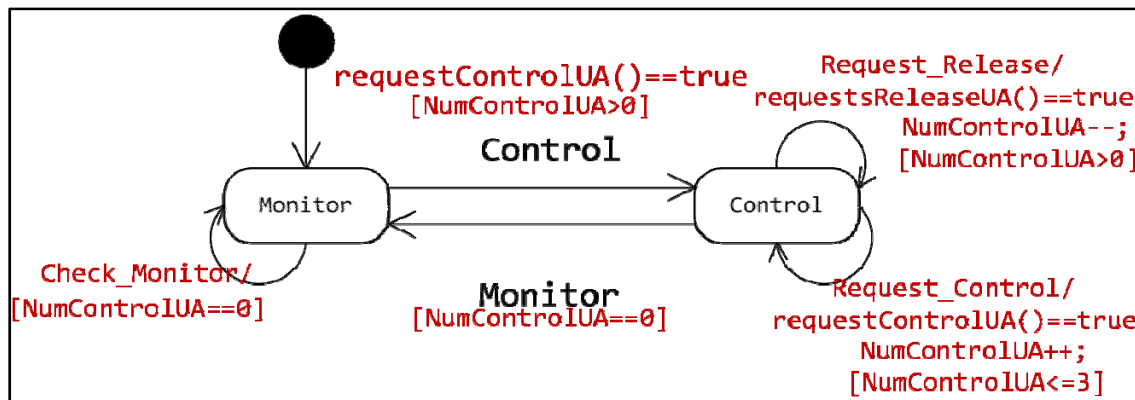 requestControlUA()==true
[NumControlUA>0]
Control
Request_Release/
requestsReleaseUA()==true
NumControlUA--;
[NumControlUA>0]
Monitor
Control
Check_Monitor/
[NumControlUA==0]
Monitor
[NumControlUA==0]
Request_Control/
requestControlUA()==true
NumControlUA++;
[NumControlUA<=3]